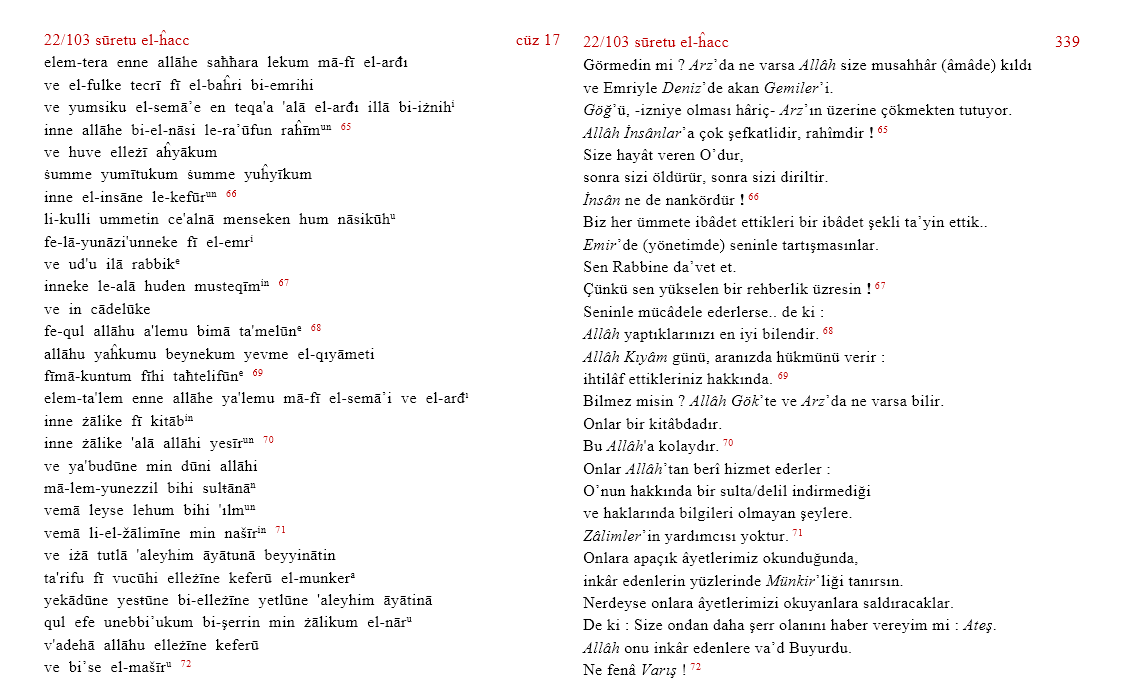 22/103 sūretu el-ĥacc
cüz 17
elem-tera enne allāhe saħħara lekum mā-fī el-arđı
ve el-fulke tecrī fī el-baĥri bi-emrihi
ve yumsiku el-semā’e en teqa'a 'alā el-arđı illā bi-iżnihⁱ
inne allāhe bi-el-nāsi le-ra’ūfun raĥīmᵘⁿ 65
ve huve elleżī aĥyākum
ŝumme yumītukum ŝumme yuĥyīkum
inne el-insāne le-kefūrᵘⁿ 66
li-kulli ummetin ce'alnā menseken hum nāsikūhᵘ
fe-lā-yunāzi'unneke fī el-emrⁱ
ve ud'u ilā rabbikᵉ
inneke le-alā huden musteqīmⁱⁿ 67
ve in cādelūke
fe-qul allāhu a'lemu bimā ta'melūnᵉ 68
allāhu yaĥkumu beynekum yevme el-qıyāmeti
fīmā-kuntum fīhi taħtelifūnᵉ 69
elem-ta'lem enne allāhe ya'lemu mā-fī el-semā’i ve el-arđᶦ
inne żālike fī kitābⁱⁿ
inne żālike 'alā allāhi yesīrᵘⁿ 70
ve ya'budūne min dūni allāhi
mā-lem-yunezzil bihi sulŧānāⁿ
vemā leyse lehum bihi 'ılmᵘⁿ
vemā li-el-žālimīne min našīrⁱⁿ 71
ve iżā tutlā 'aleyhim āyātunā beyyinātin
ta'rifu fī vucūhi elleżīne keferū el-munkerᵃ
yekādūne yesŧūne bi-elleżīne yetlūne 'aleyhim āyātinā
qul efe unebbi’ukum bi-şerrin min żālikum el-nārᵘ
v'adehā allāhu elleżīne keferū
ve bi’se el-mašīrᵘ 72
22/103 sūretu el-ĥacc
339
Görmedin mi ? Arz’da ne varsa Allâh size musahhâr (âmâde) kıldı
ve Emriyle Deniz’de akan Gemiler’i.
Göğ’ü, -izniye olması hâriç- Arz’ın üzerine çökmekten tutuyor.
Allâh İnsânlar’a çok şefkatlidir, rahîmdir ! 65
Size hayât veren O’dur,
sonra sizi öldürür, sonra sizi diriltir.
İnsân ne de nankördür ! 66
Biz her ümmete ibâdet ettikleri bir ibâdet şekli ta’yin ettik..
Emir’de (yönetimde) seninle tartışmasınlar.
Sen Rabbine da’vet et.
Çünkü sen yükselen bir rehberlik üzresin ! 67
Seninle mücâdele ederlerse.. de ki :
Allâh yaptıklarınızı en iyi bilendir. 68
Allâh Kıyâm günü, aranızda hükmünü verir :
ihtilâf ettikleriniz hakkında. 69
Bilmez misin ? Allâh Gök’te ve Arz’da ne varsa bilir.
Onlar bir kitâbdadır.
Bu Allâh'a kolaydır. 70
Onlar Allâh’tan berî hizmet ederler :
O’nun hakkında bir sulta/delil indirmediği
ve haklarında bilgileri olmayan şeylere.
Zâlimler’in yardımcısı yoktur. 71
Onlara apaçık âyetlerimiz okunduğunda,
inkâr edenlerin yüzlerinde Münkir’liği tanırsın.
Nerdeyse onlara âyetlerimizi okuyanlara saldıracaklar.
De ki : Size ondan daha şerr olanını haber vereyim mi : Ateş.
Allâh onu inkâr edenlere va’d Buyurdu.
Ne fenâ Varış ! 72